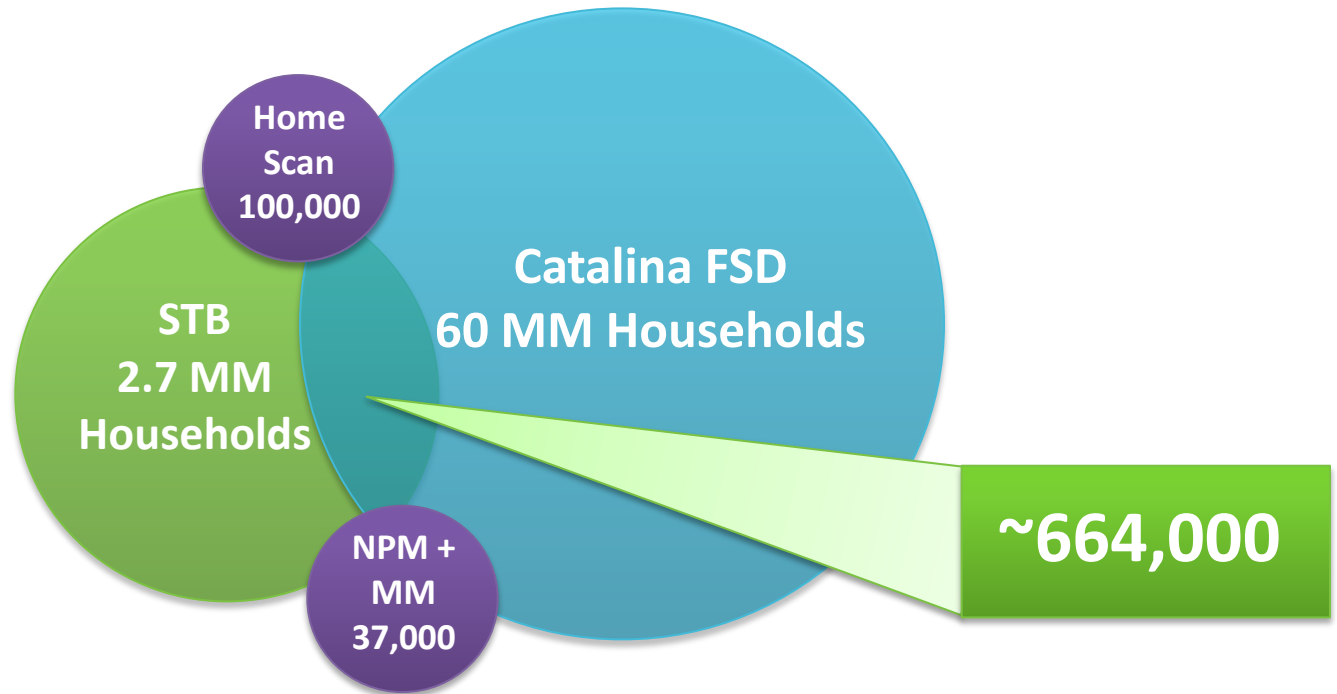 Home
Scan
100,000
STB
2.7 MM
Households
Catalina FSD
60 MM Households
NPM +
MM
37,000
~664,000